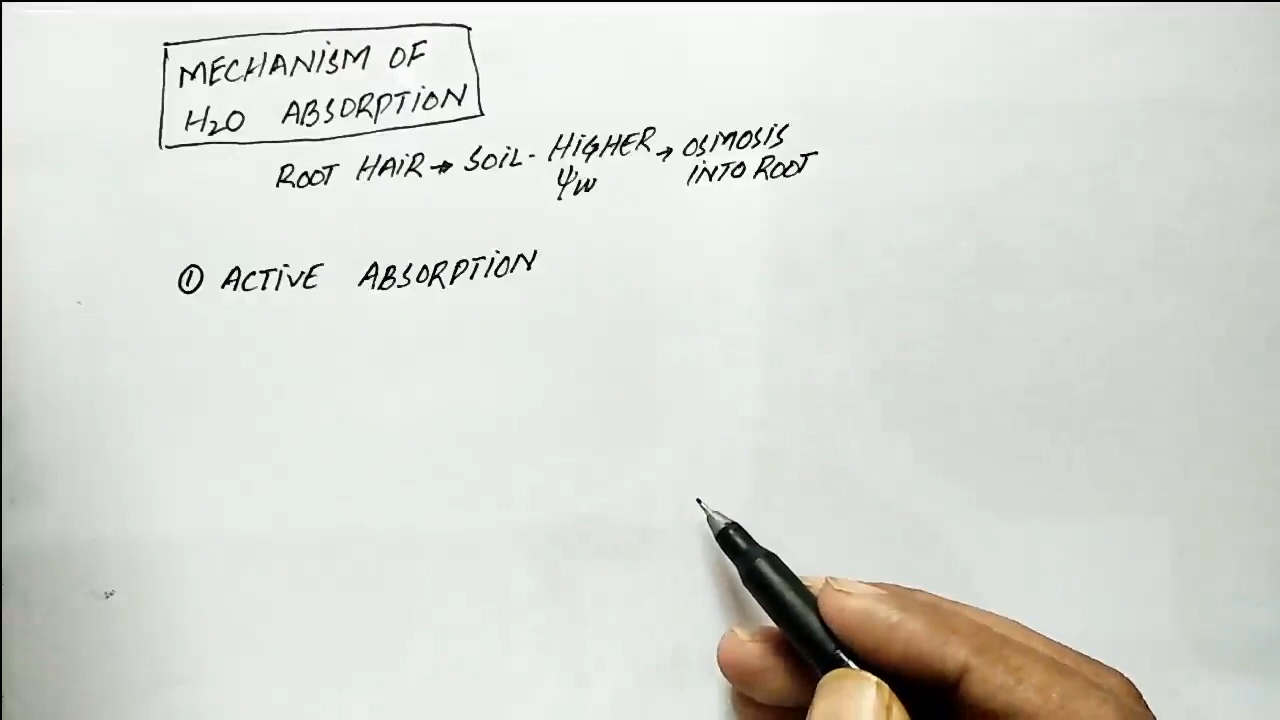 MECHANISM OF
H2O ABSORPTION
ROOT HAIR → SOIL - HIGHER → OSMOSIS
Ψw INTO ROOT
① ACTIVE ABSORPTION